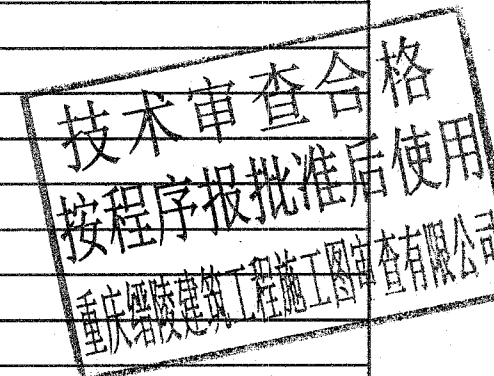 技术审查合格
按程序报批准后使用
重庆缙陵建筑工程施工图审查有限公司